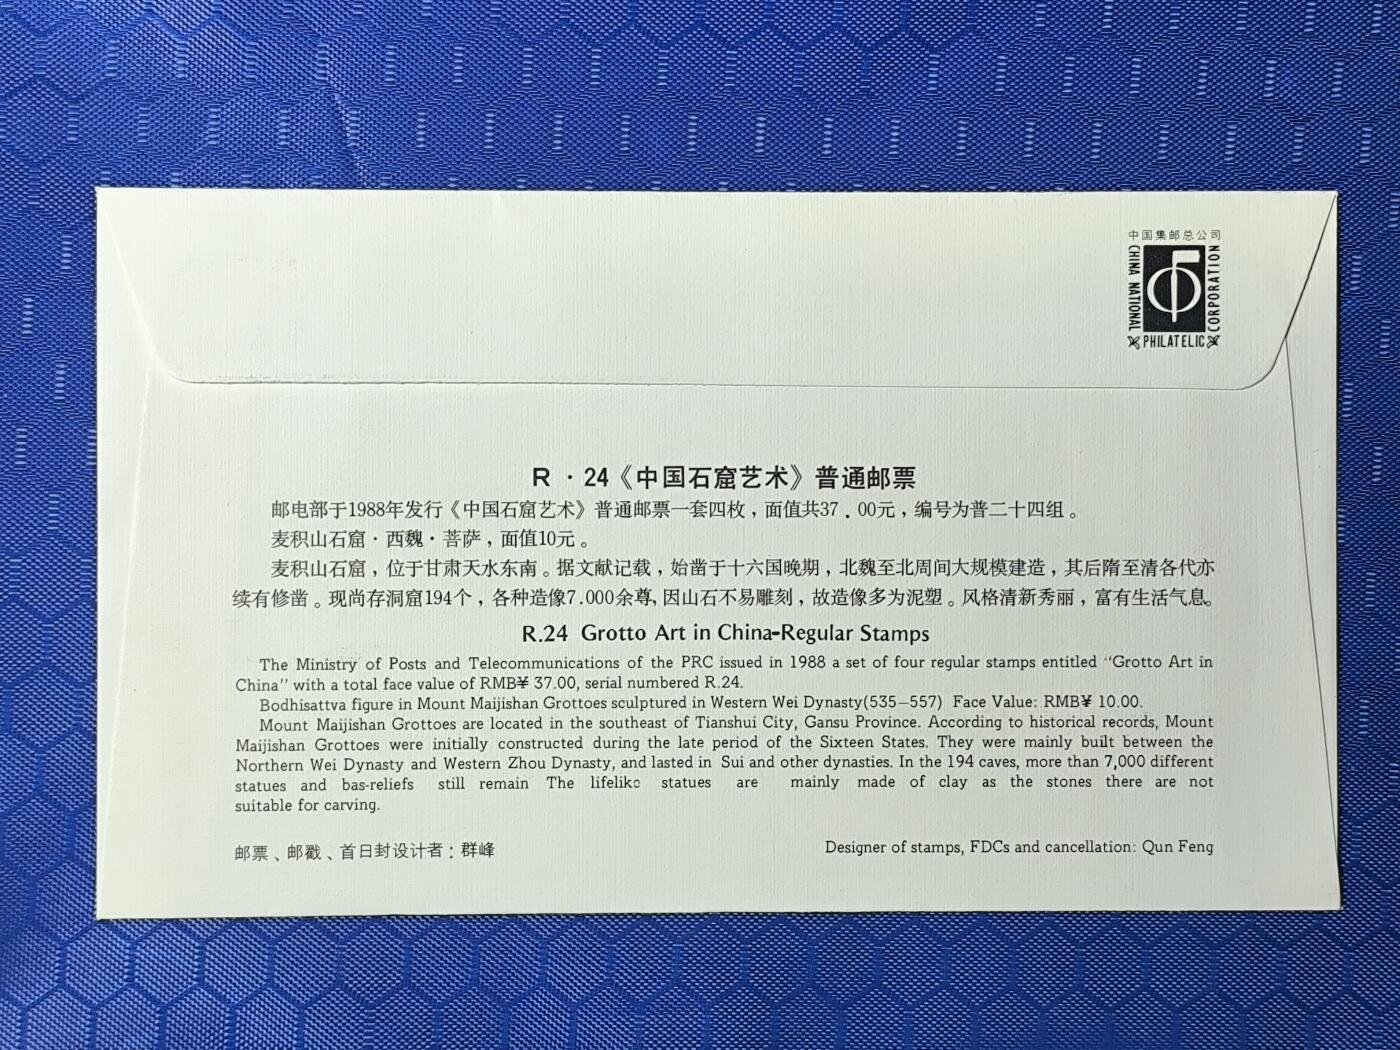 中国集邮总公司
CHINA NATIONAL
PHILATELIC
CORPORATION
R · 24《中国石窟艺术》普通邮票
邮电部于1988年发行《中国石窟艺术》普通邮票一套四枚，面值共37．00元，编号为普二十四组。
麦积山石窟·西魏·菩萨，面值10元。
麦积山石窟，位于甘肃天水东南。据文献记载，始凿于十六国晚期，北魏至北周间大规模建造，其后隋至清各代亦
续有修凿。现尚存洞窟194个，各种造像7.000余尊，因山石不易雕刻，故造像多为泥塑。风格清新秀丽，富有生活气息。
R.24 Grotto Art in China-Regular Stamps
The Ministry of Posts and Telecommunications of the PRC issued in 1988 a set of four regular stamps entitled "Grotto Art in
China" with a total face value of RMB¥ 37.00, serial numbered R.24.
Bodhisattva figure in Mount Maijishan Grottoes sculptured in Western Wei Dynasty(535–557) Face Value: RMB¥ 10.00.
Mount Maijishan Grottoes are located in the southeast of Tianshui City, Gansu Province. According to historical records, Mount
Maijishan Grottoes were initially constructed during the late period of the Sixteen States. They were mainly built between the
Northern Wei Dynasty and Western Zhou Dynasty, and lasted in Sui and other dynasties. In the 194 caves, more than 7,000 different
statues and bas-reliefs still remain The lifelike statues are mainly made of clay as the stones there are not
suitable for carving.
邮票、邮戳、首日封设计者：群峰
Designer of stamps, FDCs and cancellation: Qun Feng